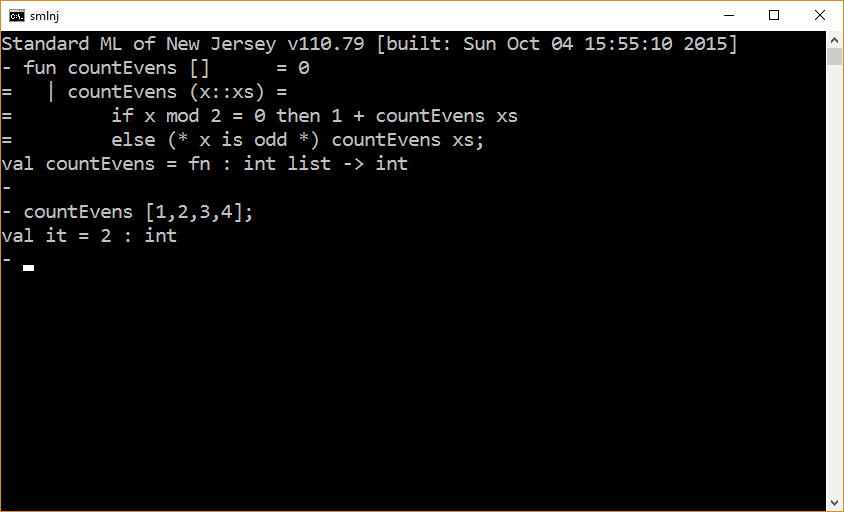 smlnj
Standard ML of New Jersey v110.79 [built: Sun Oct 04 15:55:10 2015]
- fun countEvens []      = 0
=   | countEvens (x::xs) =
=         if x mod 2 = 0 then 1 + countEvens xs
=         else (* x is odd *) countEvens xs;
val countEvens = fn : int list -> int
-
- countEvens [1,2,3,4];
val it = 2 : int
-